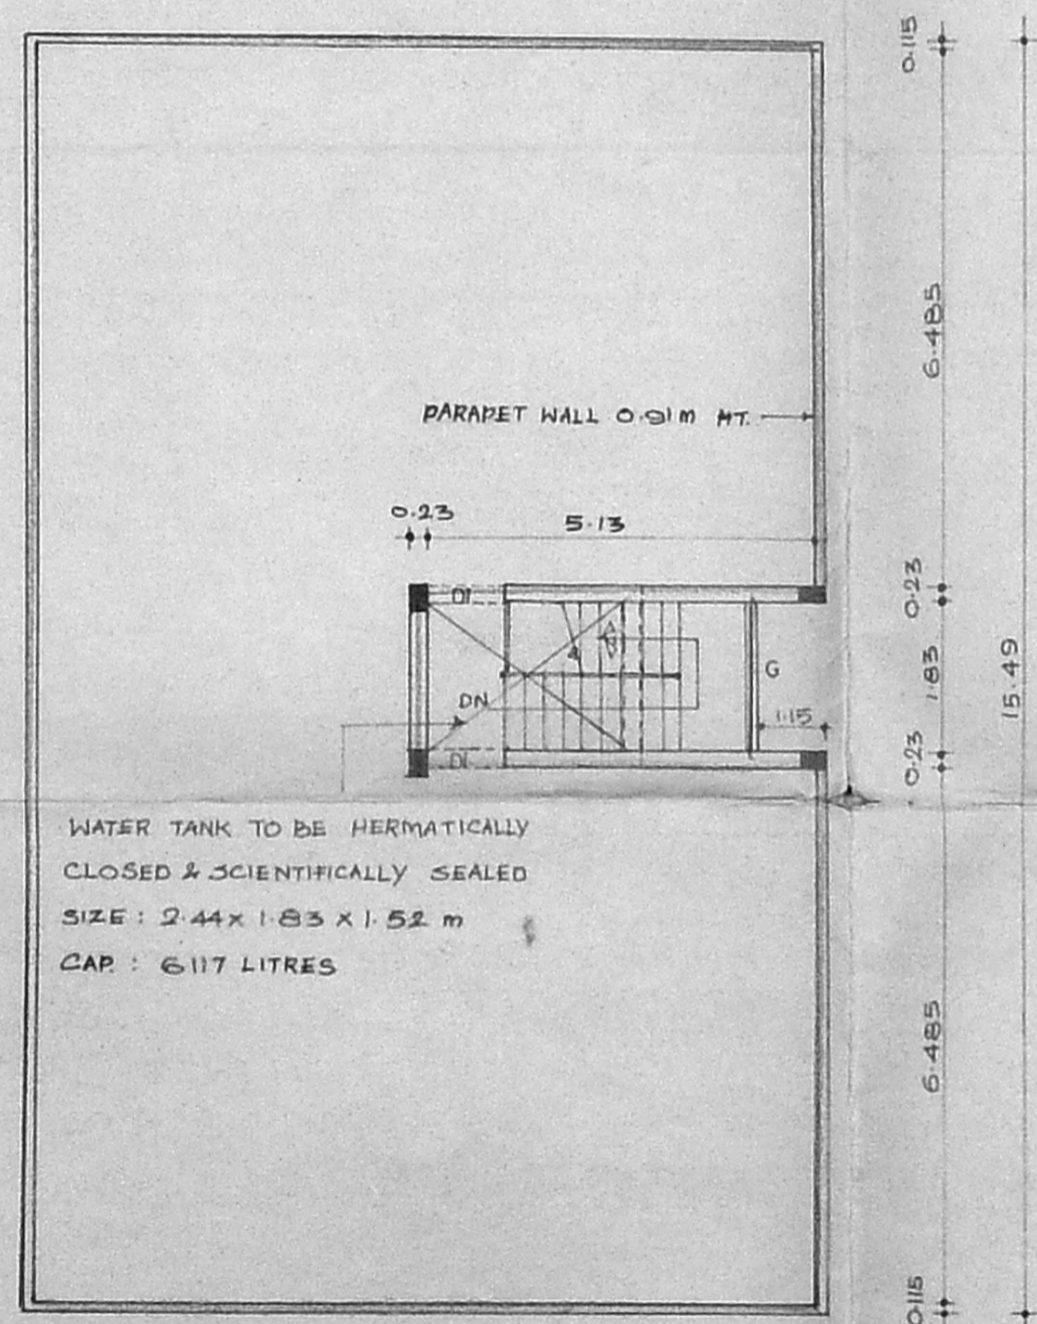 0.115
6.485
PARAPET WALL 0.91m HT.
0.23
5.13
0.23
D1
G
1.83
15.49
DN
1.15
D1
0.23
WATER TANK TO BE HERMATICALLY
CLOSED & SCIENTIFICALLY SEALED
SIZE : 2.44 x 1.83 x 1.52 m
CAP. : 6117 LITRES
6.485
0.115